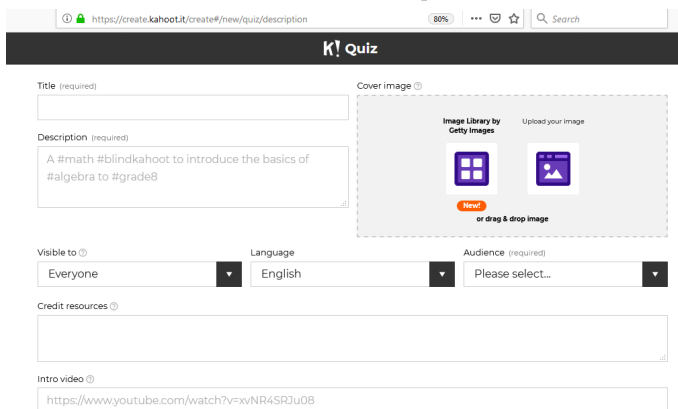 https://create.kahoot.it/create#/new/quiz/description 80% Search
K! Quiz
Title (required)
Cover image
Image Library by
Getty Images
Upload your image
New!
or drag & drop image
Description (required)
A #math #blindkahoot to introduce the basics of
#algebra to #grade8
Visible to
Everyone
Language
English
Audience (required)
Please select...
Credit resources
Intro video
https://www.youtube.com/watch?v=xvNR4SRJu08